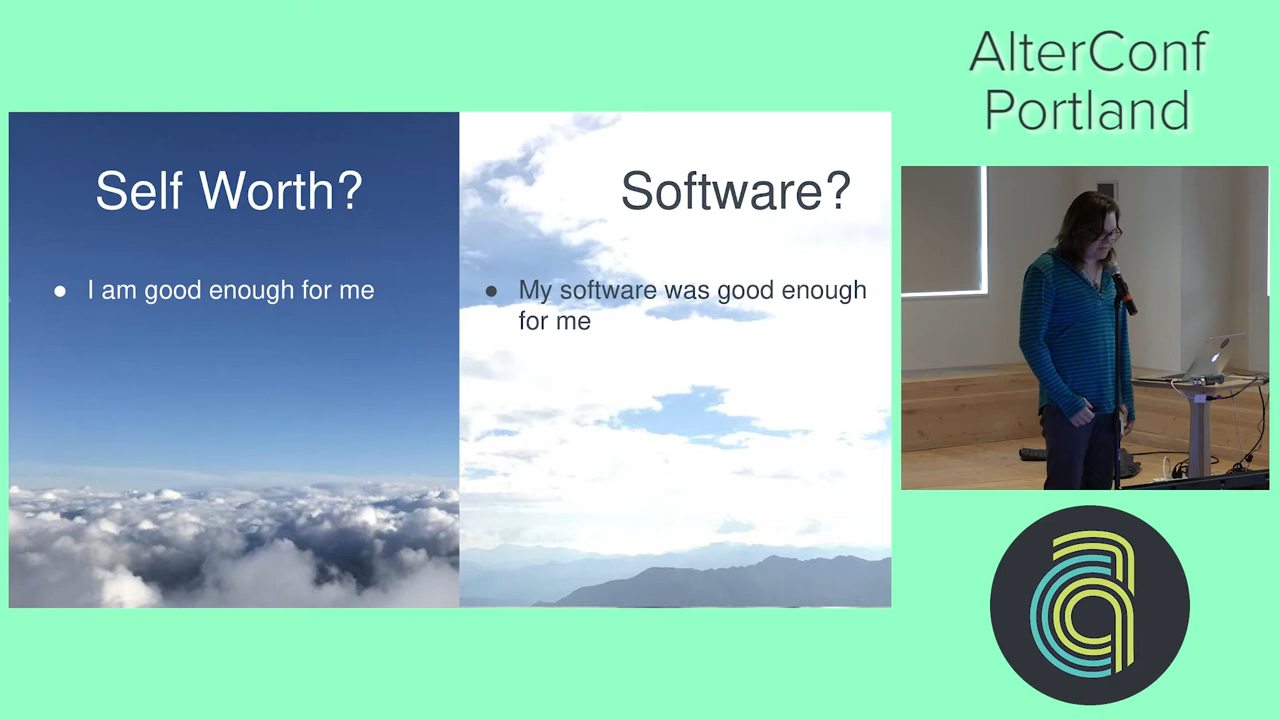 AlterConf
Portland
Self Worth?
● I am good enough for me
Software?
● My software was good enough
for me